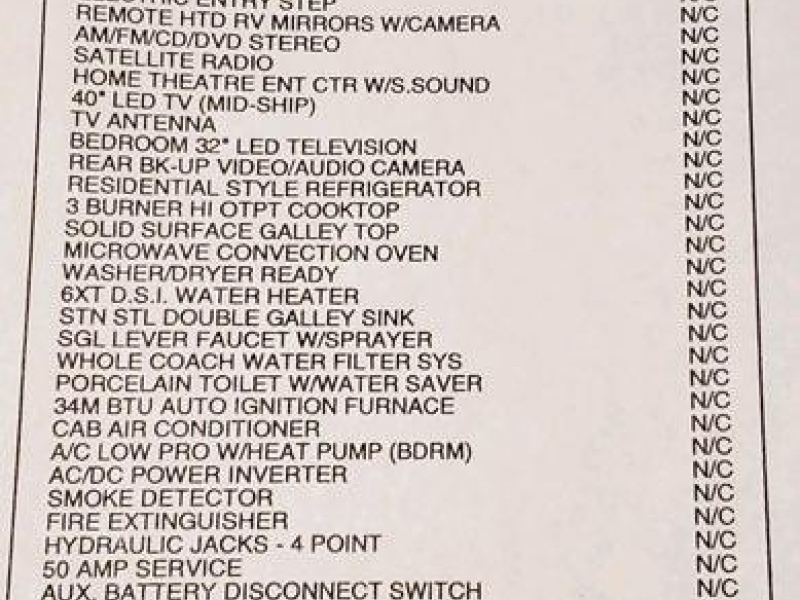 ELECTRIC ENTRY STEP N/C
REMOTE HTD RV MIRRORS W/CAMERA N/C
AM/FM/CD/DVD STEREO N/C
SATELLITE RADIO N/C
HOME THEATRE ENT CTR W/S.SOUND N/C
40" LED TV (MID-SHIP) N/C
TV ANTENNA N/C
BEDROOM 32" LED TELEVISION N/C
REAR BK-UP VIDEO/AUDIO CAMERA N/C
RESIDENTIAL STYLE REFRIGERATOR N/C
3 BURNER HI OTPT COOKTOP N/C
SOLID SURFACE GALLEY TOP N/C
MICROWAVE CONVECTION OVEN N/C
WASHER/DRYER READY N/C
6XT D.S.I. WATER HEATER N/C
STN STL DOUBLE GALLEY SINK N/C
SGL LEVER FAUCET W/SPRAYER N/C
WHOLE COACH WATER FILTER SYS N/C
PORCELAIN TOILET W/WATER SAVER N/C
34M BTU AUTO IGNITION FURNACE N/C
CAB AIR CONDITIONER N/C
A/C LOW PRO W/HEAT PUMP (BDRM) N/C
AC/DC POWER INVERTER N/C
SMOKE DETECTOR N/C
FIRE EXTINGUISHER N/C
HYDRAULIC JACKS - 4 POINT N/C
50 AMP SERVICE N/C
AUX. BATTERY DISCONNECT SWITCH N/C